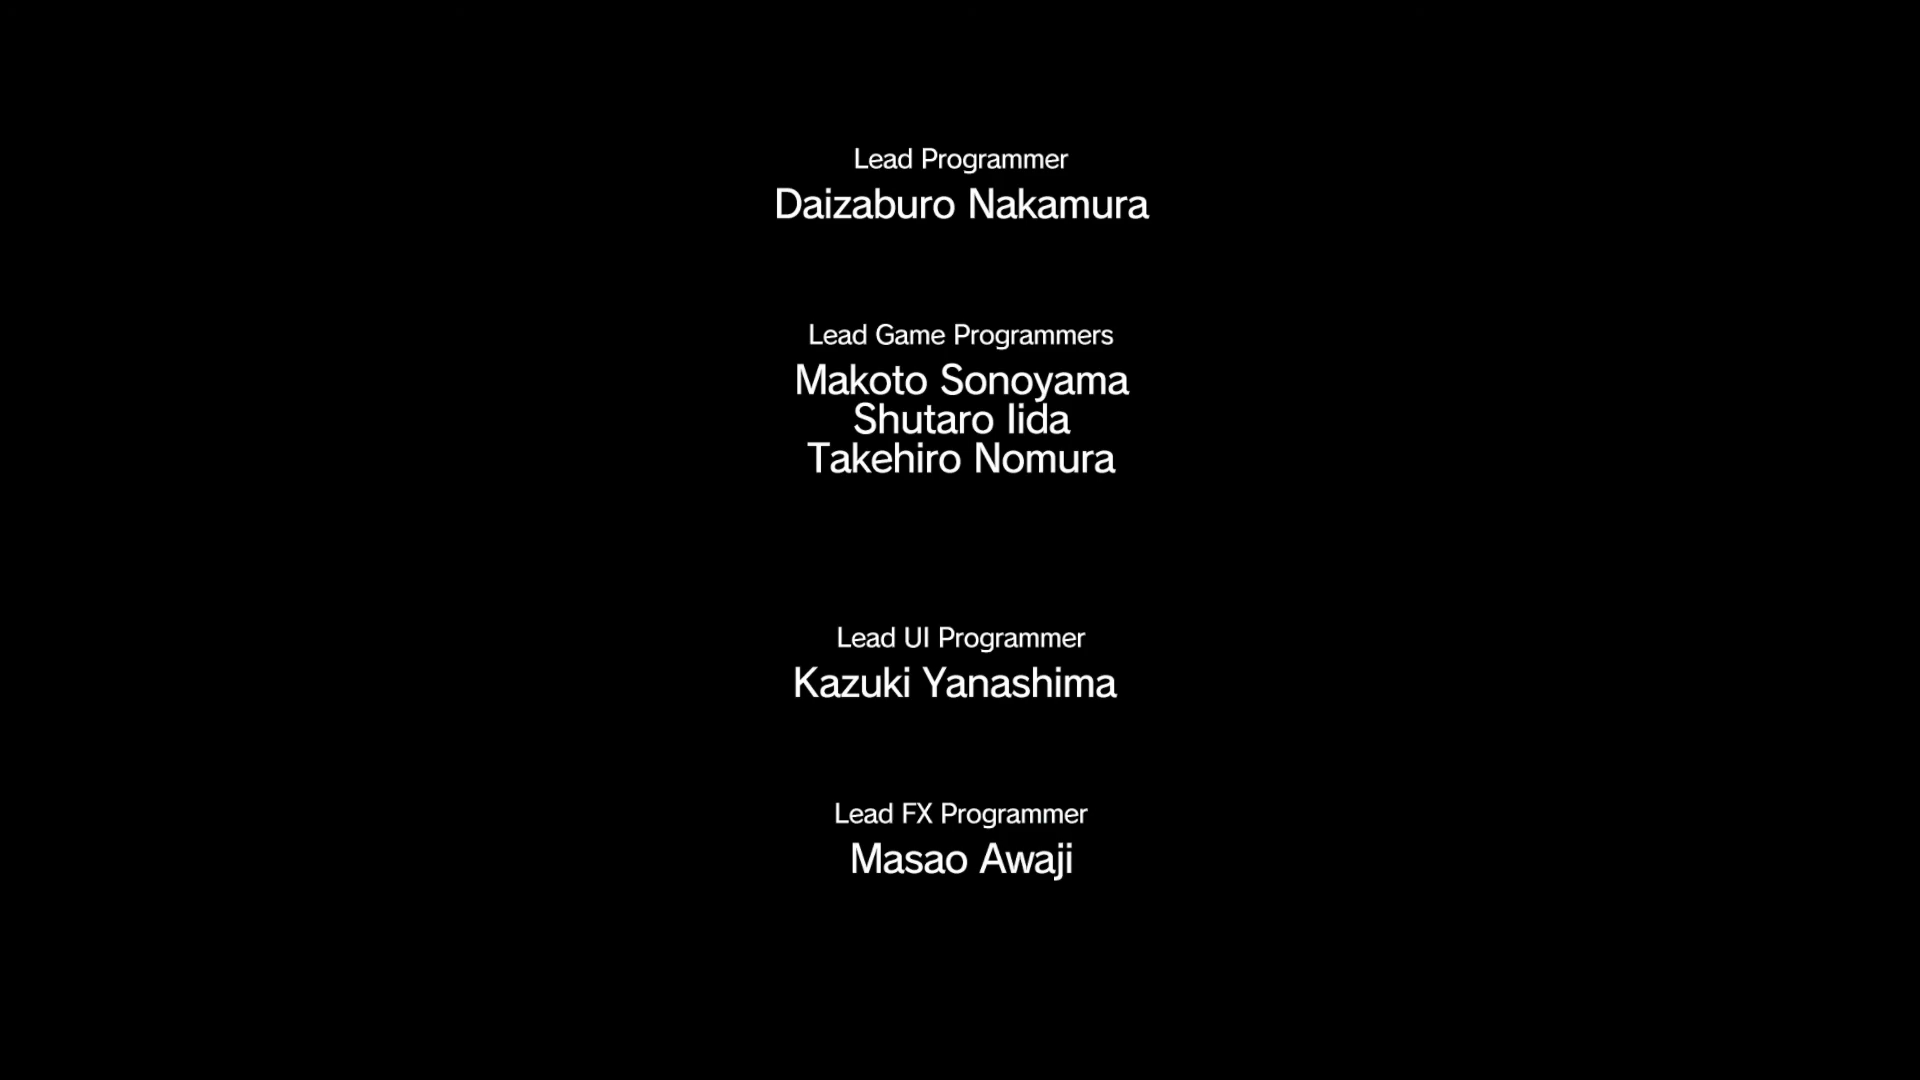 Lead Programmer
Daizaburo Nakamura
Lead Game Programmers
Makoto Sonoyama
Shutaro Iida
Takehiro Nomura
Lead UI Programmer
Kazuki Yanashima
Lead FX Programmer
Masao Awaji